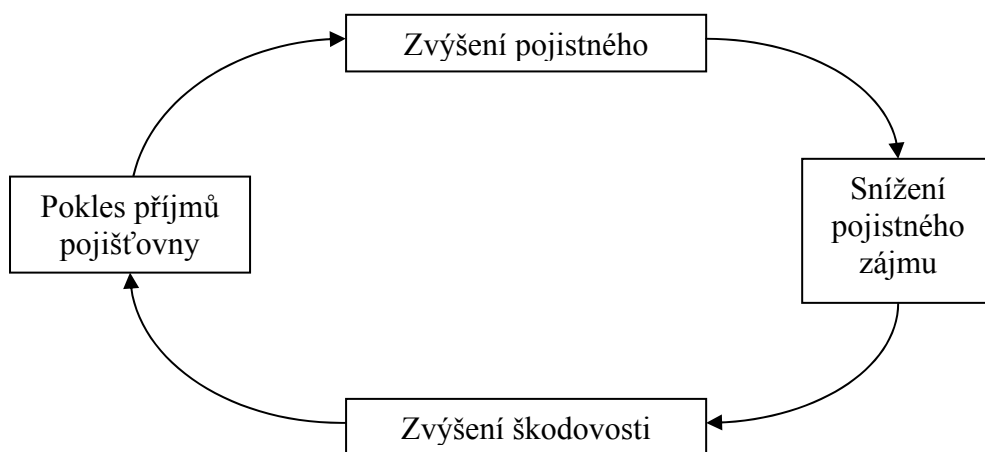 Zvýšení pojistného
Snížení
pojistného
zájmu
Zvýšení škodovosti
Pokles příjmů
pojišťovny